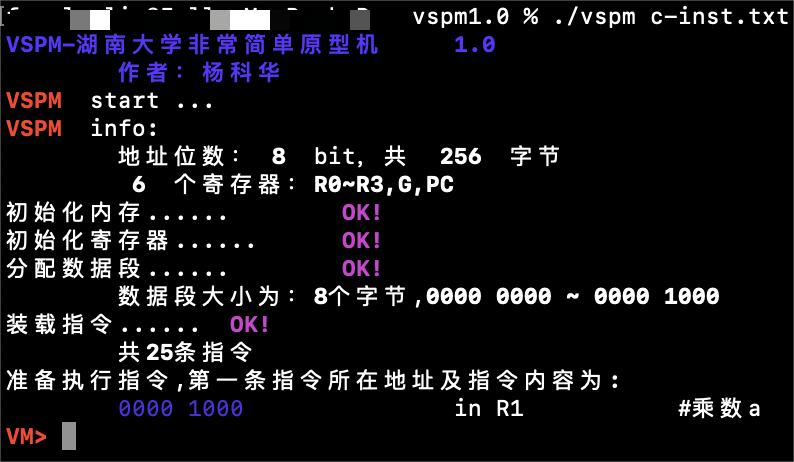 vspm1.0 % ./vspm c-inst.txt
VSPM-湖南大学非常简单原型机 1.0
作者：杨科华
VSPM start ...
VSPM info:
地址位数： 8 bit, 共 256 字节
6 个寄存器：R0~R3,G,PC
初始化内存...... OK!
初始化寄存器...... OK!
分配数据段...... OK!
数据段大小为：8个字节,0000 0000 ~ 0000 1000
装载指令...... OK!
共25条指令
准备执行指令,第一条指令所在地址及指令内容为:
0000 1000 in R1 #乘数a
VM>